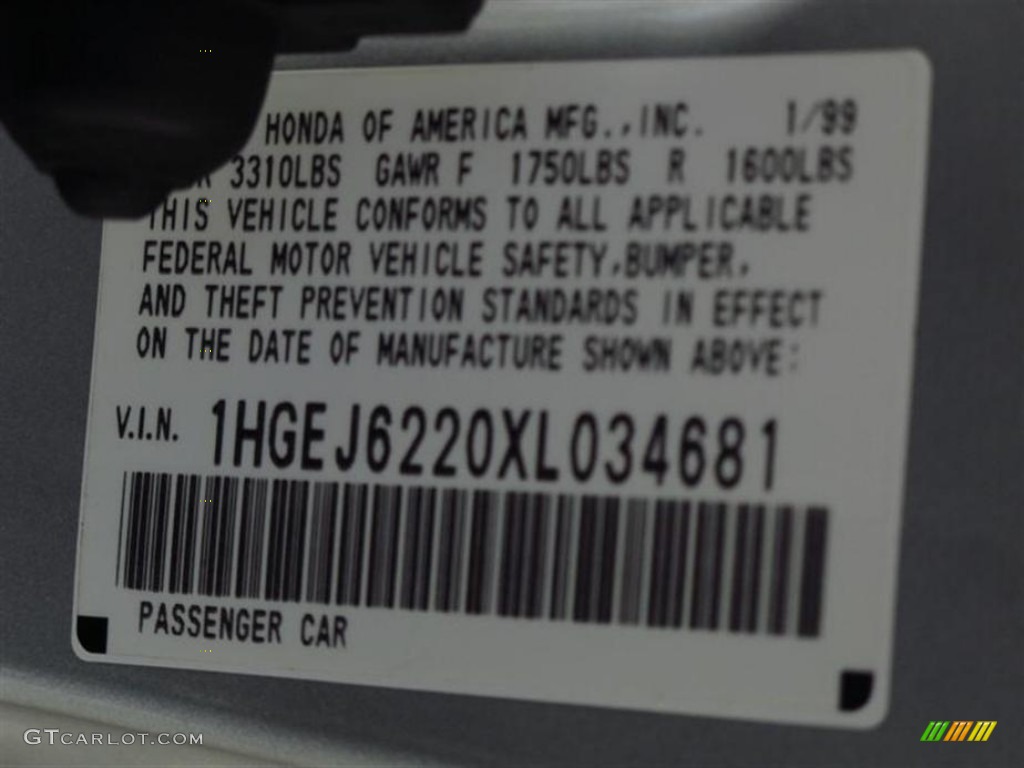 HONDA OF AMERICA MFG.,INC. 1/99
3310LBS GAWR F 1750LBS R 1600LBS
THIS VEHICLE CONFORMS TO ALL APPLICABLE
FEDERAL MOTOR VEHICLE SAFETY,BUMPER,
AND THEFT PREVENTION STANDARDS IN EFFECT
ON THE DATE OF MANUFACTURE SHOWN ABOVE:
V.I.N. 1HGEJ6220XL034681
PASSENGER CAR
GTCARLOT.COM